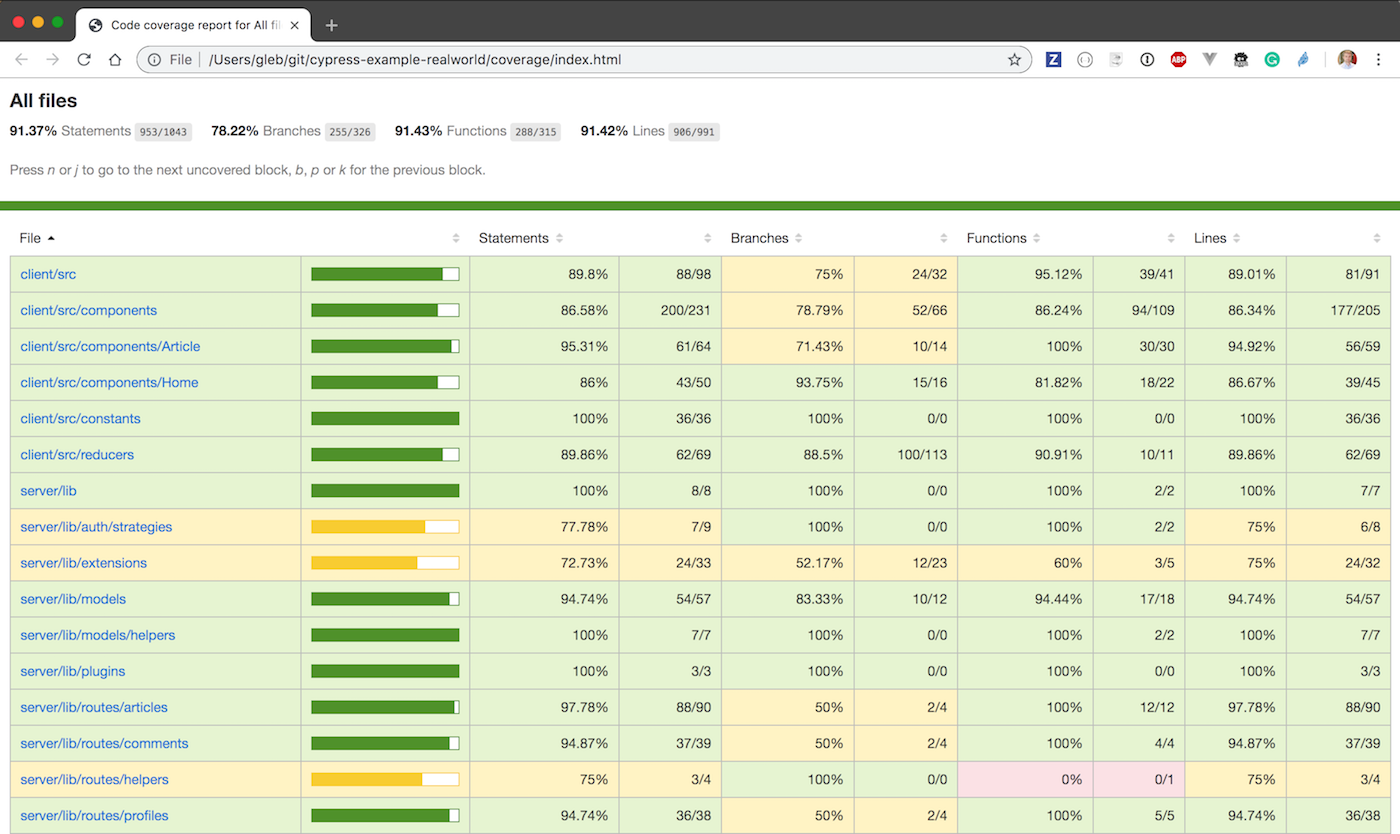 Code coverage report for All fil
File /Users/gleb/git/cypress-example-realworld/coverage/index.html
Z ABP G
All files
91.37% Statements 953/1043 78.22% Branches 255/326 91.43% Functions 288/315 91.42% Lines 906/991
Press n or j to go to the next uncovered block, b, p or k for the previous block.
File Statements Branches Functions Lines
client/src 89.8% 88/98 75% 24/32 95.12% 39/41 89.01% 81/91
client/src/components 86.58% 200/231 78.79% 52/66 86.24% 94/109 86.34% 177/205
client/src/components/Article 95.31% 61/64 71.43% 10/14 100% 30/30 94.92% 56/59
client/src/components/Home 86% 43/50 93.75% 15/16 81.82% 18/22 86.67% 39/45
client/src/constants 100% 36/36 100% 0/0 100% 0/0 100% 36/36
client/src/reducers 89.86% 62/69 88.5% 100/113 90.91% 10/11 89.86% 62/69
server/lib 100% 8/8 100% 0/0 100% 2/2 100% 7/7
server/lib/auth/strategies 77.78% 7/9 100% 0/0 100% 2/2 75% 6/8
server/lib/extensions 72.73% 24/33 52.17% 12/23 60% 3/5 75% 24/32
server/lib/models 94.74% 54/57 83.33% 10/12 94.44% 17/18 94.74% 54/57
server/lib/models/helpers 100% 7/7 100% 0/0 100% 2/2 100% 7/7
server/lib/plugins 100% 3/3 100% 0/0 100% 0/0 100% 3/3
server/lib/routes/articles 97.78% 88/90 50% 2/4 100% 12/12 97.78% 88/90
server/lib/routes/comments 94.87% 37/39 50% 2/4 100% 4/4 94.87% 37/39
server/lib/routes/helpers 75% 3/4 100% 0/0 0% 0/1 75% 3/4
server/lib/routes/profiles 94.74% 36/38 50% 2/4 100% 5/5 94.74% 36/38